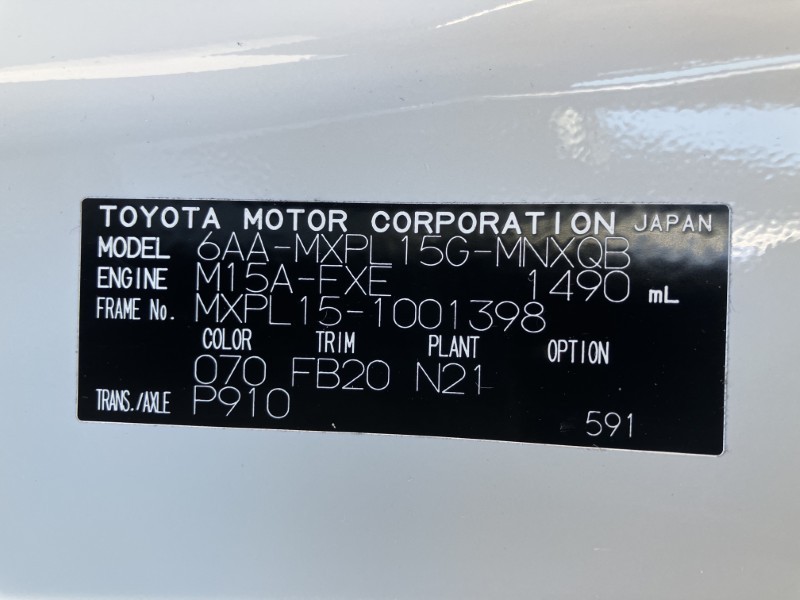 TOYOTA MOTOR CORPORATION JAPAN
MODEL 6AA-MXPL15G-MNXQB
ENGINE M15A-FXE 1490 mL
FRAME No. MXPL15-1001398
COLOR TRIM PLANT OPTION
070 FB20 N21
TRANS./AXLE P910
591